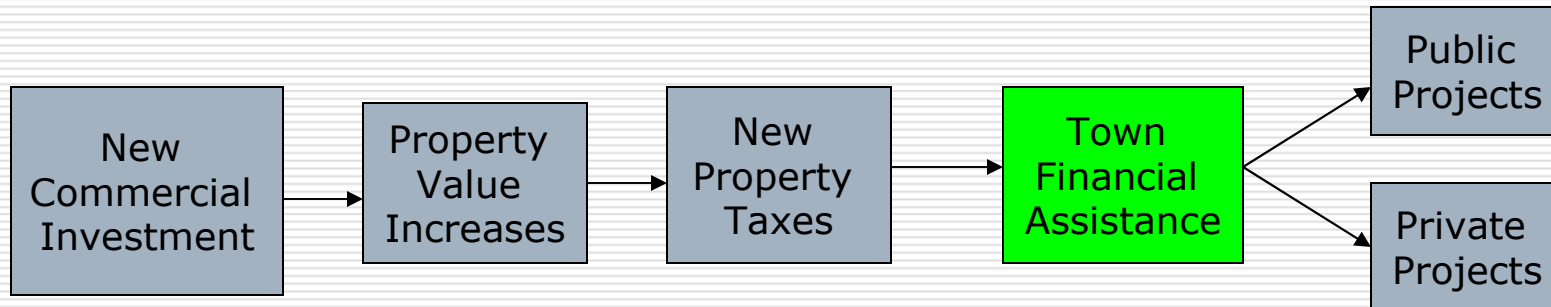 New
Commercial
Investment
Property
Value
Increases
New
Property
Taxes
Town
Financial
Assistance
Public
Projects
Private
Projects